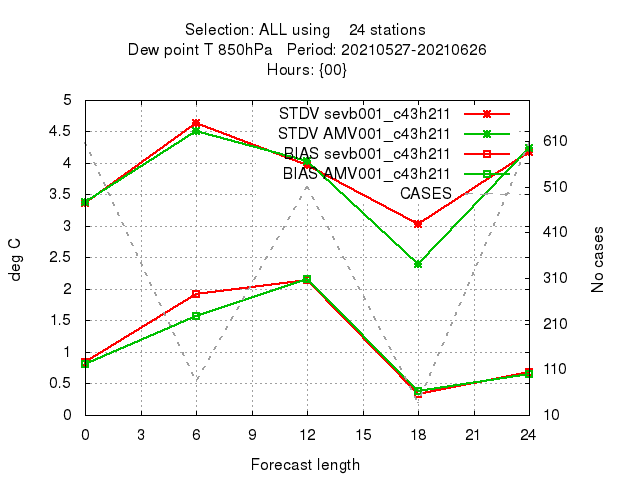 Selection: ALL using 24 stations
Dew point T 850hPa Period: 20210527-20210626
Hours: {00}
STDV sevb001_c43h211
STDV AMV001_c43h211
BIAS sevb001_c43h211
BIAS AMV001_c43h211
CASES
5
4.5
4
3.5
3
2.5
2
1.5
1
0.5
0
deg C
610
510
410
310
210
110
10
No cases
0 3 6 9 12 15 18 21 24
Forecast length